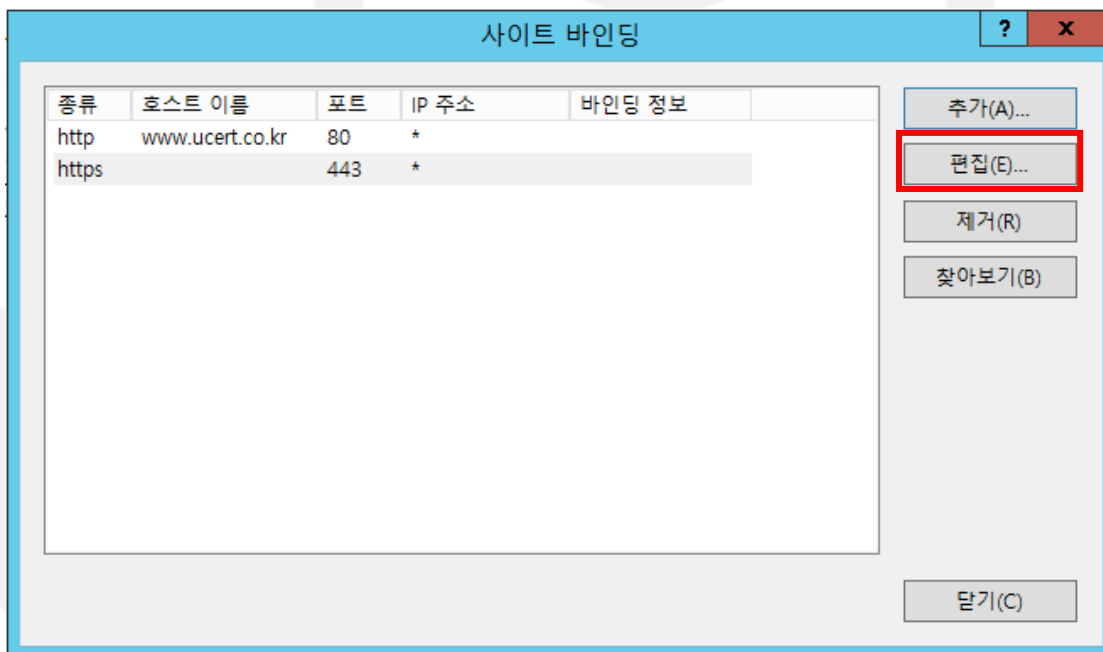 사이트 바인딩
? x
종류 호스트 이름 포트 IP 주소 바인딩 정보
http www.ucert.co.kr 80 *
https 443 *
추가(A)...
편집(E)...
제거(R)
찾아보기(B)
닫기(C)